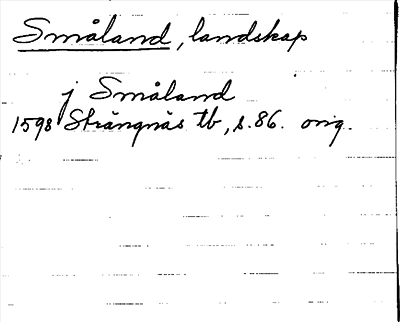 Småland, landskap
j Småland
1598 Strängnäs tb, s. 86. orig.